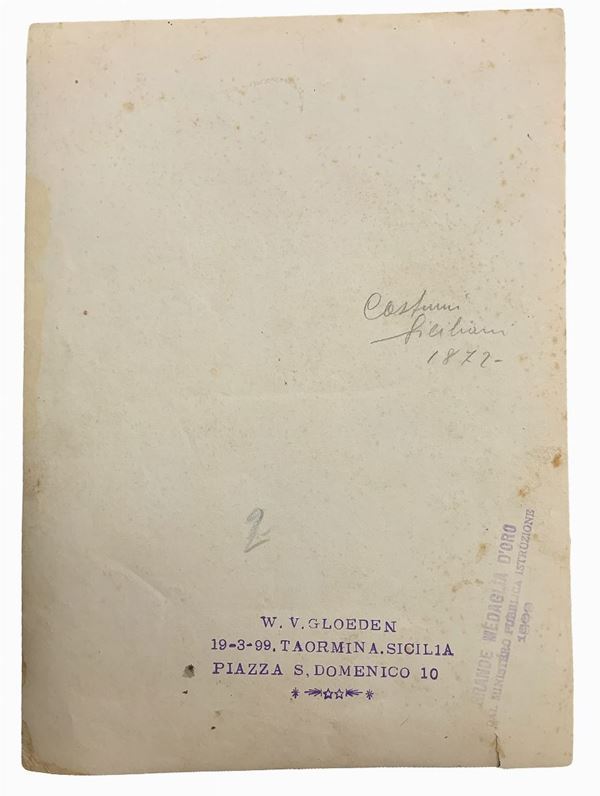 Costumi
Siciliani
1872-
2
W. V. GLOEDEN
19-3-99. TAORMINA. SICILIA
PIAZZA S. DOMENICO 10
GRANDE MEDAGLIA D'ORO
DAL MINISTERO PUBBLICA ISTRUZIONE